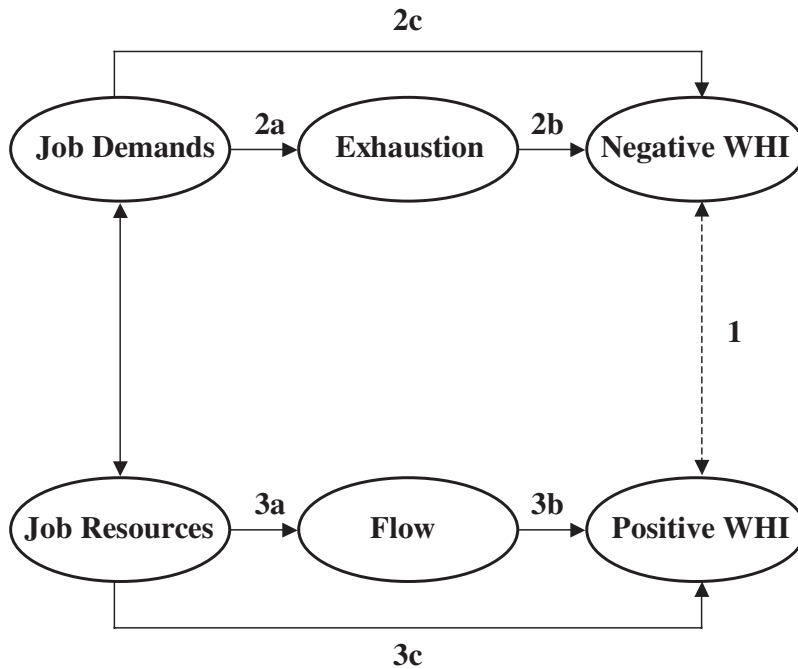 2c
2a
2b
Job Demands
Exhaustion
Negative WHI
1
3a
3b
Job Resources
Flow
Positive WHI
3c